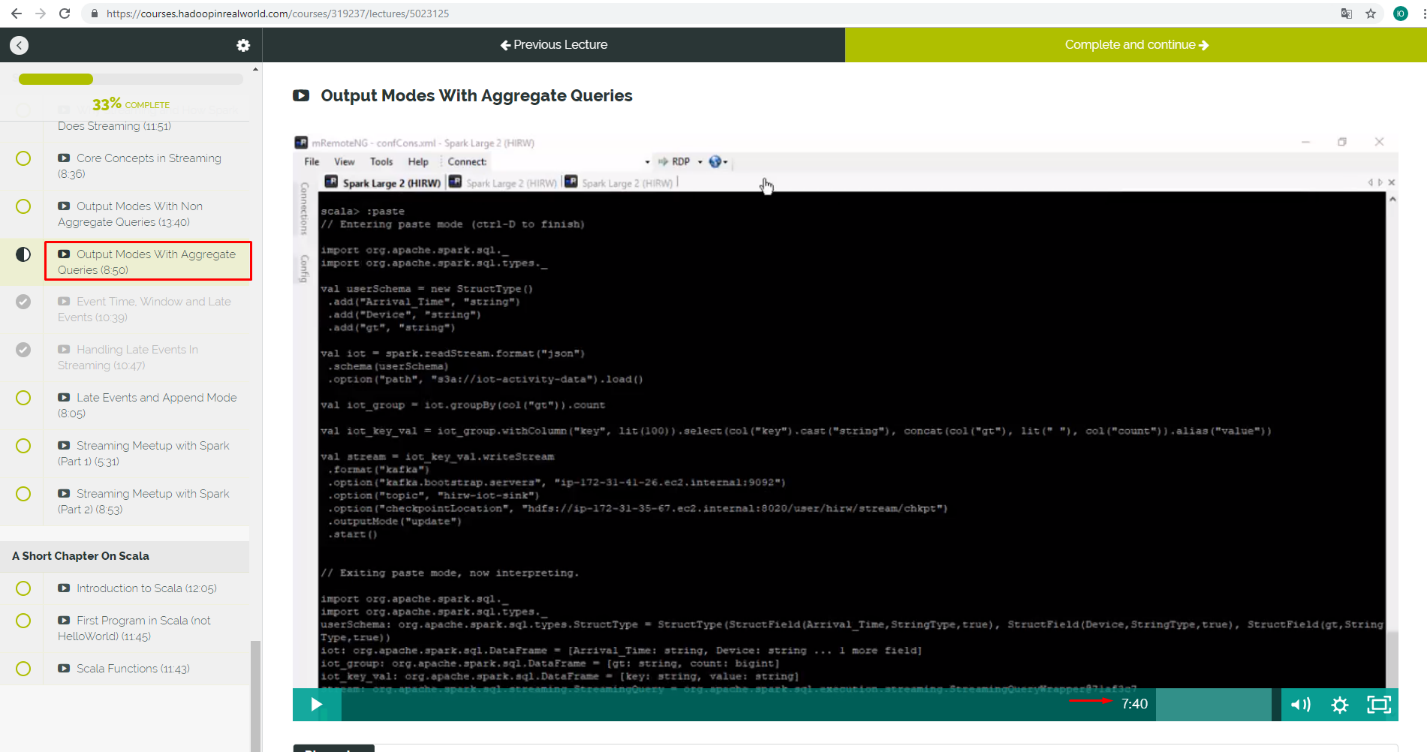 https://courses.hadoopinrealworld.com/courses/319237/lectures/5023125
IO
Previous Lecture
Complete and continue
33% COMPLETE
Does Streaming (11:51)
Core Concepts in Streaming
(8:36)
Output Modes With Non
Aggregate Queries (13:40)
Output Modes With Aggregate
Queries (8:50)
Event Time, Window and Late
Events (10:39)
Handling Late Events In
Streaming (10:47)
Late Events and Append Mode
(8:05)
Streaming Meetup with Spark
(Part 1) (5:31)
Streaming Meetup with Spark
(Part 2) (8:53)
A Short Chapter On Scala
Introduction to Scala (12:05)
First Program in Scala (not
HelloWorld) (11:45)
Scala Functions (11:43)
Output Modes With Aggregate Queries
mRemoteNG - confCons.xml - Spark Large 2 (HIRW)
File View Tools Help Connect: RDP
Connections
Config
Spark Large 2 (HIRW) Spark Large 2 (HIRW) Spark Large 2 (HIRW)
scala> :paste
// Entering paste mode (ctrl-D to finish)
import org.apache.spark.sql._
import org.apache.spark.sql.types._
val userSchema = new StructType()
.add("Arrival_Time", "string")
.add("Device", "string")
.add("gt", "string")
val iot = spark.readStream.format("json")
.schema(userSchema)
.option("path", "s3a://iot-activity-data").load()
val iot_group = iot.groupBy(col("gt")).count
val iot_key_val = iot_group.withColumn("key", lit(100)).select(col("key").cast("string"), concat(col("gt"), lit(" "), col("count")).alias("value"))
val stream = iot_key_val.writeStream
.format("kafka")
.option("kafka.bootstrap.servers", "ip-172-31-41-26.ec2.internal:9092")
.option("topic", "hirw-iot-sink")
.option("checkpointLocation", "hdfs://ip-172-31-35-67.ec2.internal:8020/user/hirw/stream/chkpt")
.outputMode("update")
.start()
// Exiting paste mode, now interpreting.
import org.apache.spark.sql._
import org.apache.spark.sql.types._
userSchema: org.apache.spark.sql.types.StructType = StructType(StructField(Arrival_Time,StringType,true), StructField(Device,StringType,true), StructField(gt,String
Type,true))
iot: org.apache.spark.sql.DataFrame = [Arrival_Time: string, Device: string ... 1 more field]
iot_group: org.apache.spark.sql.DataFrame = [gt: string, count: bigint]
iot_key_val: org.apache.spark.sql.DataFrame = [key: string, value: string]
stream: org.apache.spark.sql.streaming.StreamingQuery = org.apache.spark.sql.execution.streaming.StreamingQueryWrapper@71af3c7
7:40